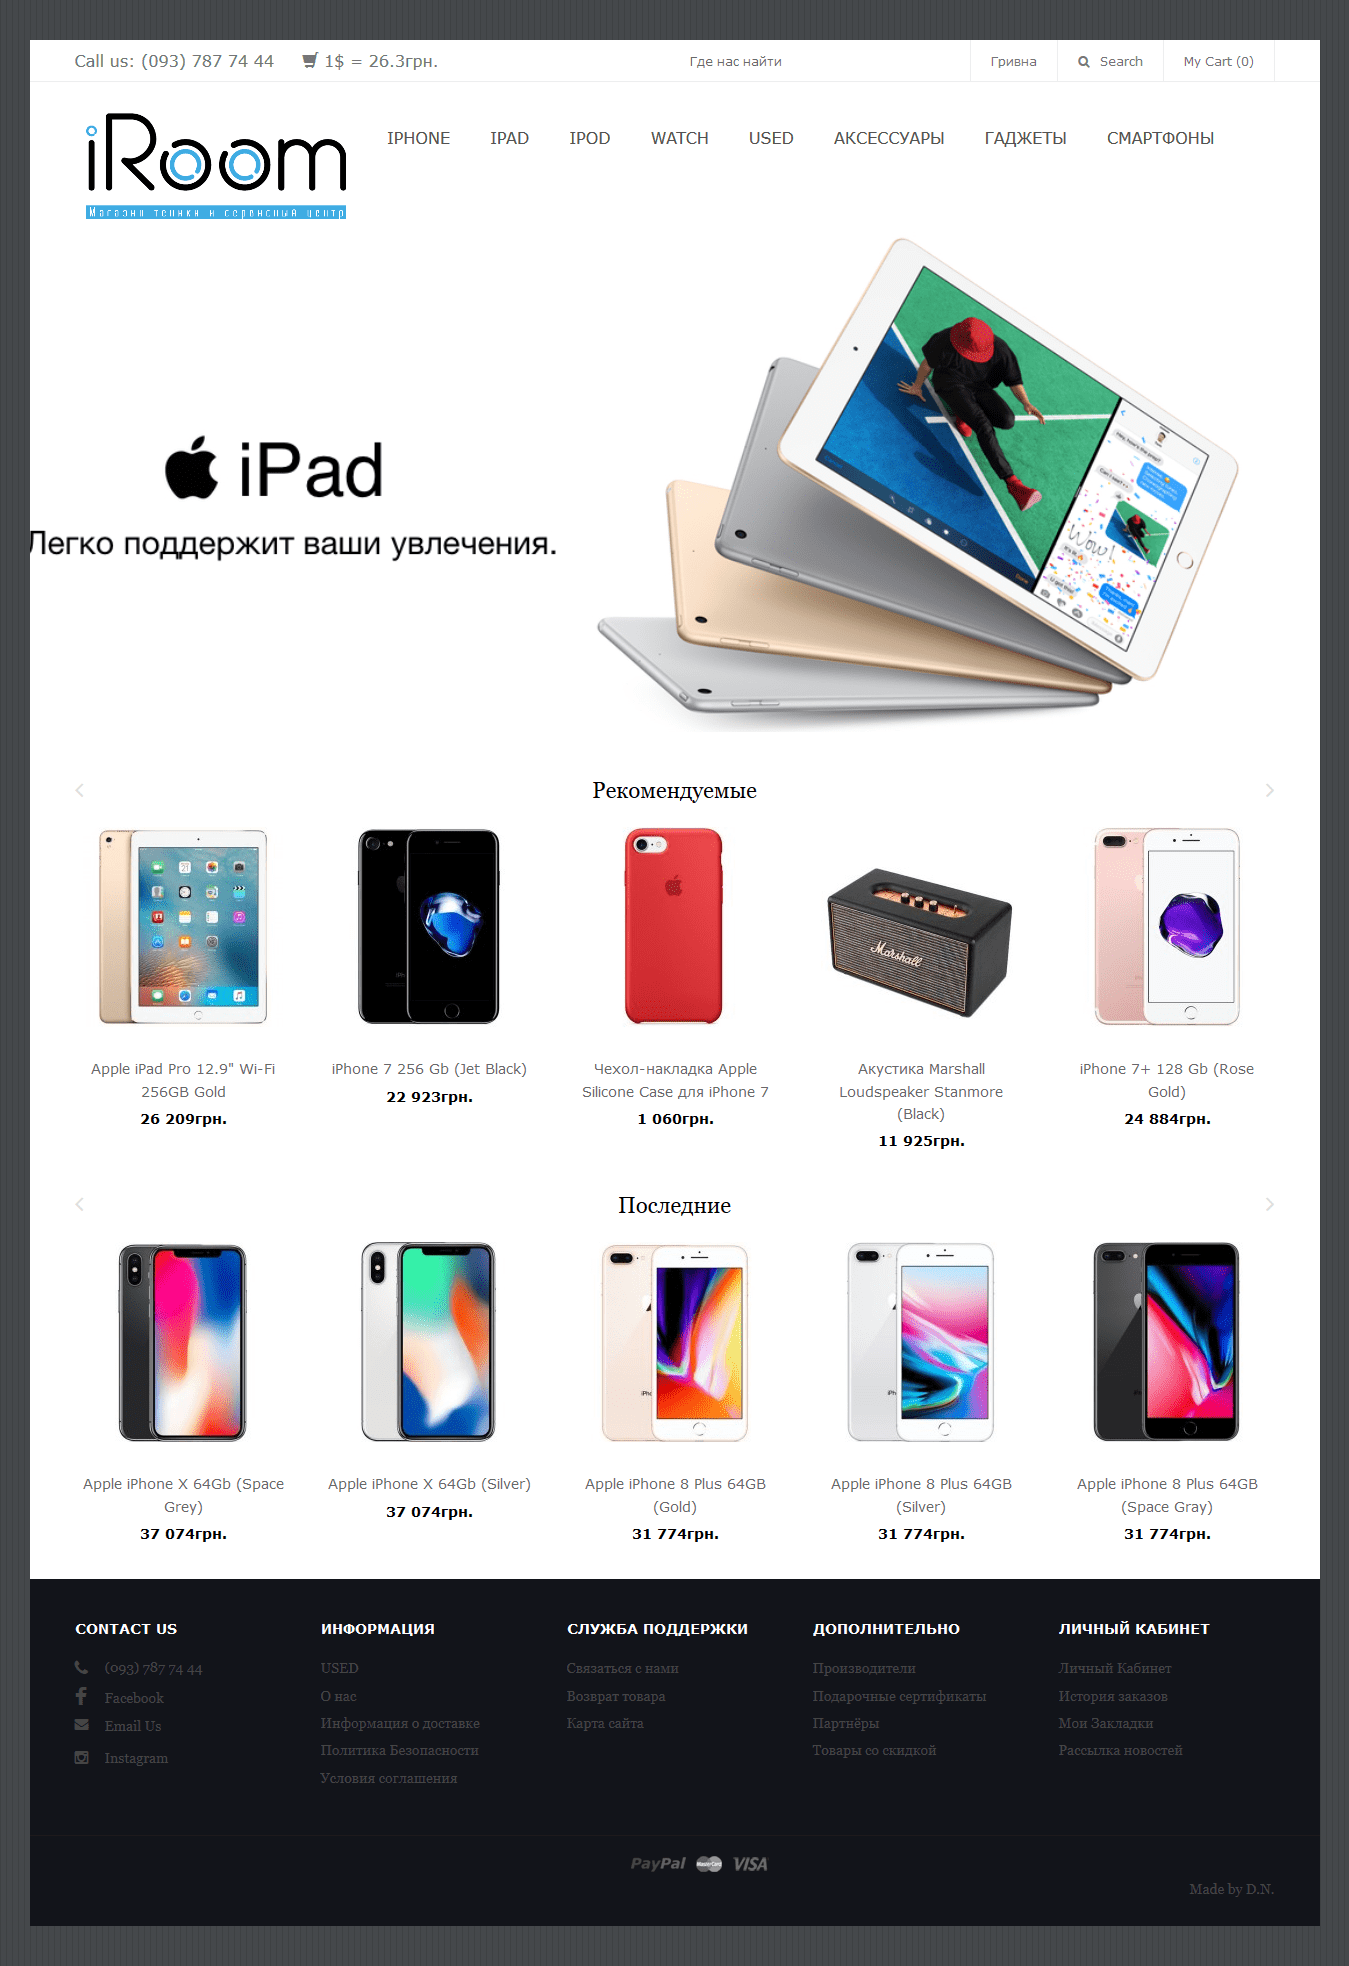 Call us: (093) 787 74 44
1$ = 26.3грн.
Где нас найти
Гривна
Search
My Cart (0)
iRoom
Магазин техники и сервисный центр
IPHONE
IPAD
IPOD
WATCH
USED
АКСЕССУАРЫ
ГАДЖЕТЫ
СМАРТФОНЫ
iPad
Легко поддержит ваши увлечения.
Wow!
Рекомендуемые
Marshall
Apple iPad Pro 12.9" Wi-Fi
256GB Gold
26 209грн.
iPhone 7 256 Gb (Jet Black)
22 923грн.
Чехол-накладка Apple
Silicone Case для iPhone 7
1 060грн.
Акустика Marshall
Loudspeaker Stanmore
(Black)
11 925грн.
iPhone 7+ 128 Gb (Rose
Gold)
24 884грн.
Последние
Apple iPhone X 64Gb (Space
Grey)
37 074грн.
Apple iPhone X 64Gb (Silver)
37 074грн.
Apple iPhone 8 Plus 64GB
(Gold)
31 774грн.
Apple iPhone 8 Plus 64GB
(Silver)
31 774грн.
Apple iPhone 8 Plus 64GB
(Space Gray)
31 774грн.
CONTACT US
(093) 787 74 44
Facebook
Email Us
Instagram
ИНФОРМАЦИЯ
USED
О нас
Информация о доставке
Политика Безопасности
Условия соглашения
СЛУЖБА ПОДДЕРЖКИ
Связаться с нами
Возврат товара
Карта сайта
ДОПОЛНИТЕЛЬНО
Производители
Подарочные сертификаты
Партнёры
Товары со скидкой
ЛИЧНЫЙ КАБИНЕТ
Личный Кабинет
История заказов
Мои Закладки
Рассылка новостей
PayPal
MasterCard
VISA
Made by D.N.